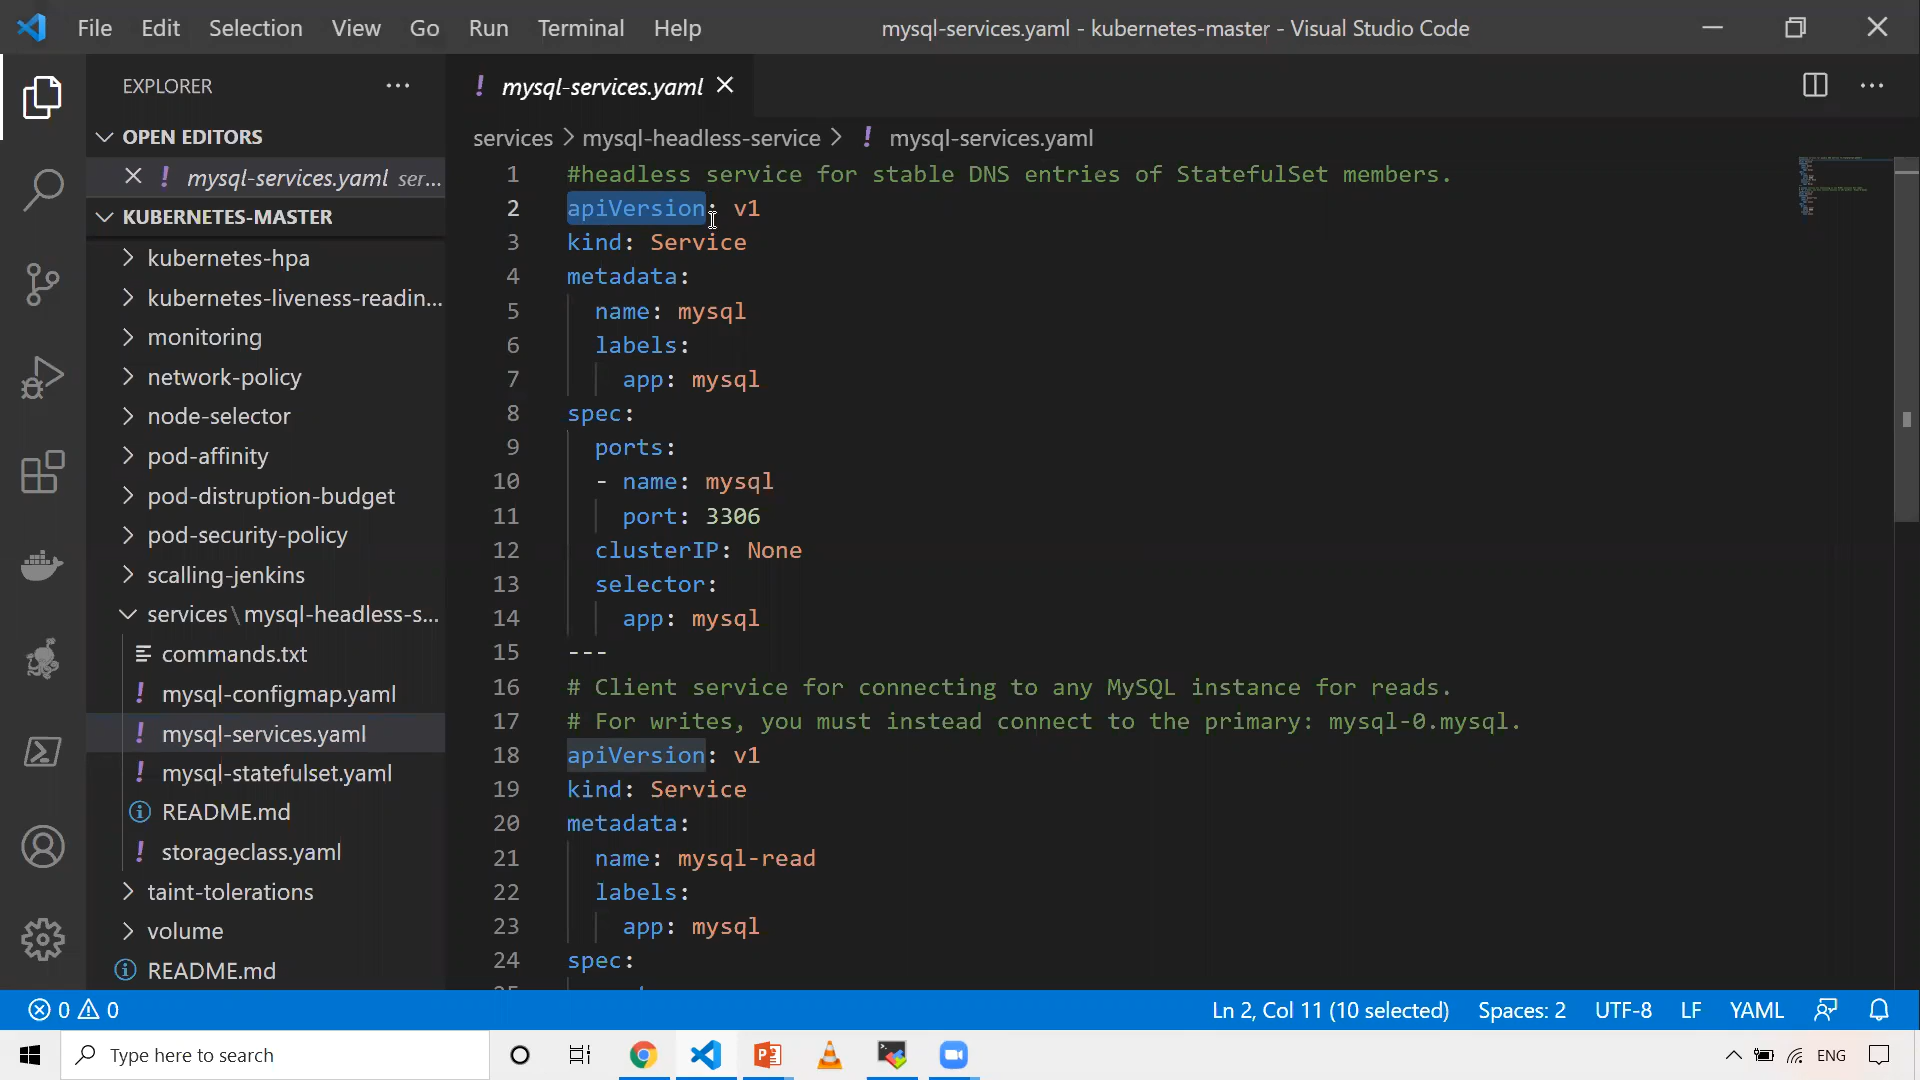 File Edit Selection View Go Run Terminal Help mysql-services.yaml - kubernetes-master - Visual Studio Code
EXPLORER ...
! mysql-services.yaml
OPEN EDITORS
! mysql-services.yaml ser...
KUBERNETES-MASTER
kubernetes-hpa
kubernetes-liveness-readin...
monitoring
network-policy
node-selector
pod-affinity
pod-distruption-budget
pod-security-policy
scalling-jenkins
services\mysql-headless-s...
commands.txt
! mysql-configmap.yaml
! mysql-services.yaml
! mysql-statefulset.yaml
README.md
! storageclass.yaml
taint-tolerations
volume
README.md
services > mysql-headless-service > ! mysql-services.yaml
1 #headless service for stable DNS entries of StatefulSet members.
2 apiVersion: v1
3 kind: Service
4 metadata:
5   name: mysql
6   labels:
7     app: mysql
8 spec:
9   ports:
10   - name: mysql
11     port: 3306
12   clusterIP: None
13   selector:
14     app: mysql
15 ---
16 # Client service for connecting to any MySQL instance for reads.
17 # For writes, you must instead connect to the primary: mysql-0.mysql.
18 apiVersion: v1
19 kind: Service
20 metadata:
21   name: mysql-read
22   labels:
23     app: mysql
24 spec:
0 0 Ln 2, Col 11 (10 selected) Spaces: 2 UTF-8 LF YAML
Type here to search ENG